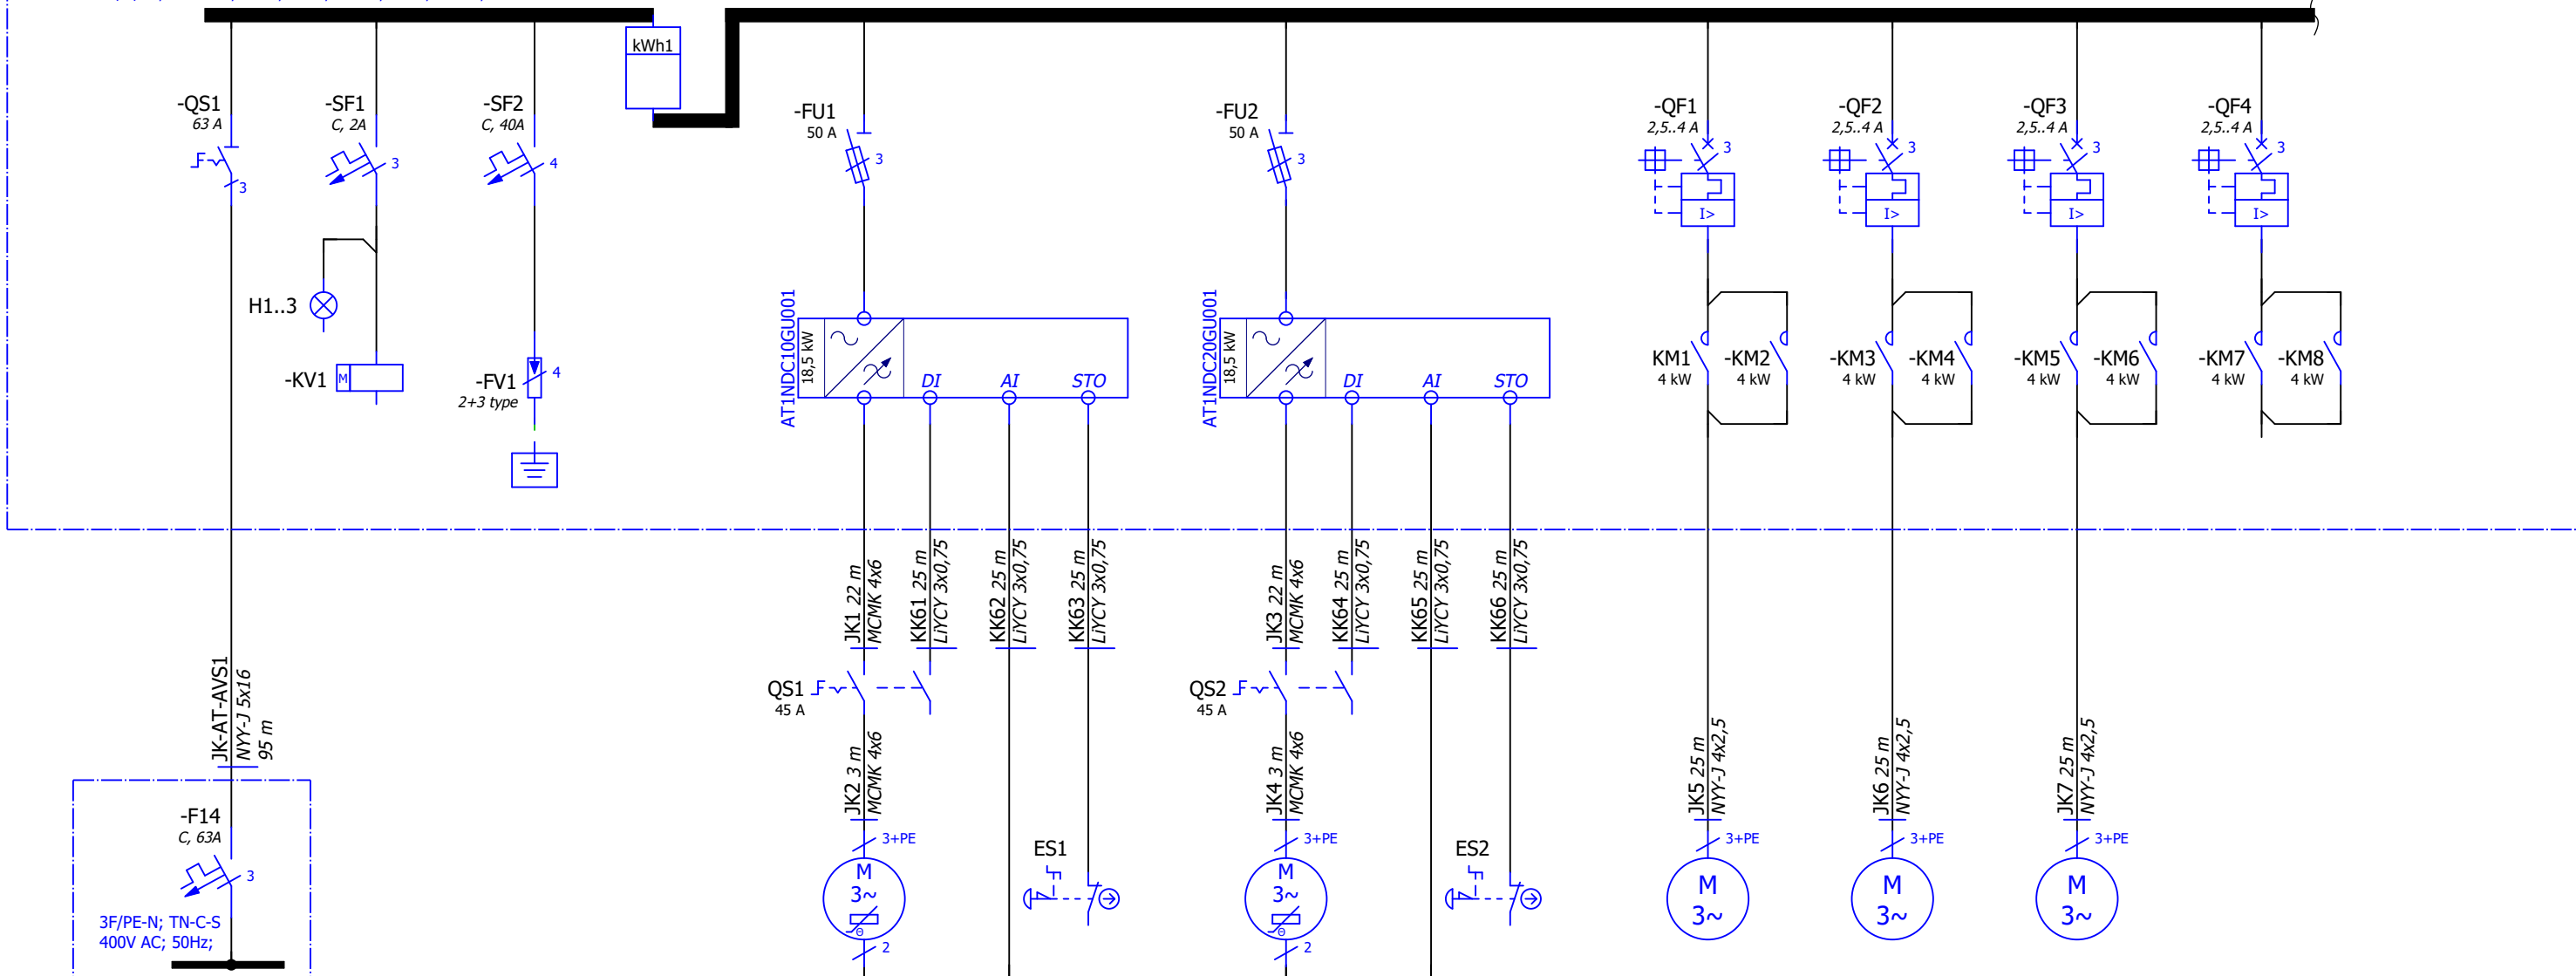 kWh1
-QS1
63 A
-SF1
C, 2A
-SF2
C, 40A
-FU1
50 A
-FU2
50 A
-QF1
2,5..4 A
-QF2
2,5..4 A
-QF3
2,5..4 A
-QF4
2,5..4 A
3
3
4
3
3
3
3
3
3
I>
I>
I>
I>
H1..3
-KV1
M
-FV1
2+3 type
4
AT1NDC10GU001
18,5 kW
DI
AI
STO
AT1NDC20GU001
18,5 kW
DI
AI
STO
KM1
4 kW
-KM2
4 kW
-KM3
4 kW
-KM4
4 kW
-KM5
4 kW
-KM6
4 kW
-KM7
4 kW
-KM8
4 kW
JK1 22 m
MCMK 4x6
KK61 25 m
LiYCY 3x0,75
KK62 25 m
LiYCY 3x0,75
KK63 25 m
LiYCY 3x0,75
JK3 22 m
MCMK 4x6
KK64 25 m
LiYCY 3x0,75
KK65 25 m
LiYCY 3x0,75
KK66 25 m
LiYCY 3x0,75
QS1
45 A
QS2
45 A
JK-AT-AVS1
NYY-J 5x16
95 m
JK2 3 m
MCMK 4x6
JK4 3 m
MCMK 4x6
JK5 25 m
NYY-J 4x2,5
JK6 25 m
NYY-J 4x2,5
JK7 25 m
NYY-J 4x2,5
-F14
C, 63A
3
3F/PE-N; TN-C-S
400V AC; 50Hz;
3+PE
M
3~
Θ
2
ES1
3+PE
M
3~
Θ
2
ES2
3+PE
M
3~
3+PE
M
3~
3+PE
M
3~